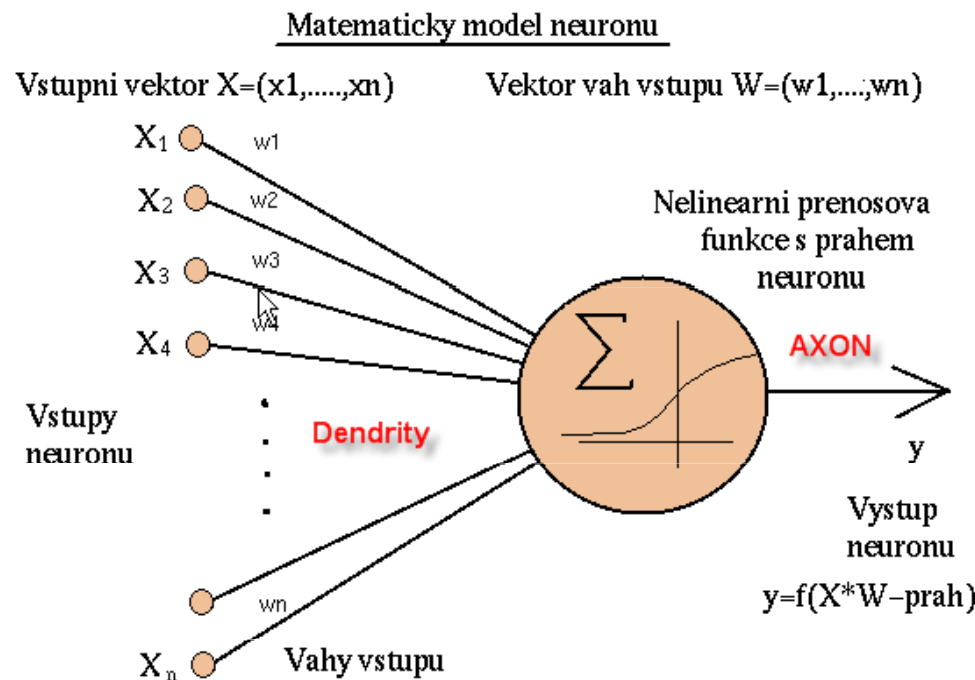 Matematicky model neuronu
Vstupni vektor X=(x1,.....,xn)
Vektor vah vstupu W=(w1,....,wn)
X1
w1
X2
w2
X3
w3
X4
w4
Nelinearni prenosova
funkce s prahem
neuronu
Σ
AXON
y
Vstupy
neuronu
Dendrity
Vystup
neuronu
y=f(X*W-prah)
wn
Xn
Vahy vstupu